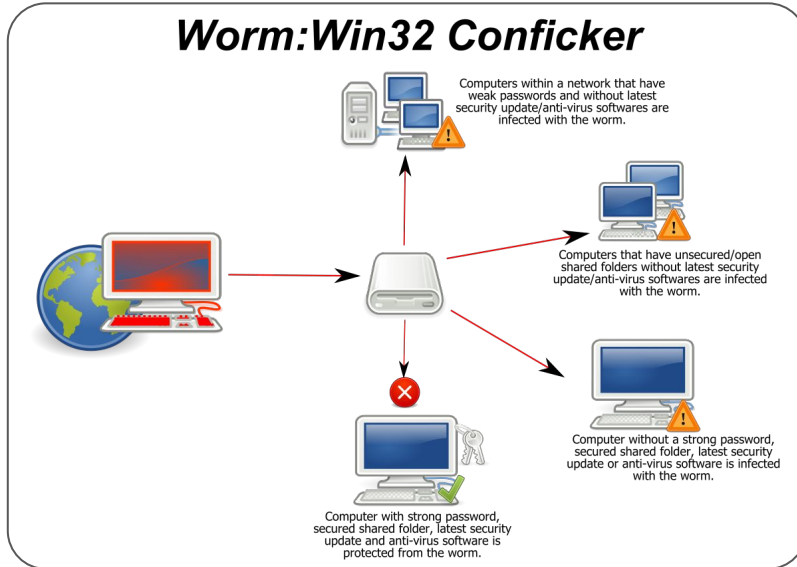 Worm:Win32 Conficker
Computers within a network that have
weak passwords and without latest
security update/anti-virus softwares are
infected with the worm.
Computers that have unsecured/open
shared folders without latest security
update/anti-virus softwares are infected
with the worm.
Computer without a strong password,
secured shared folder, latest security
update or anti-virus software is infected
with the worm.
Computer with strong password,
secured shared folder, latest security
update and anti-virus software is
protected from the worm.